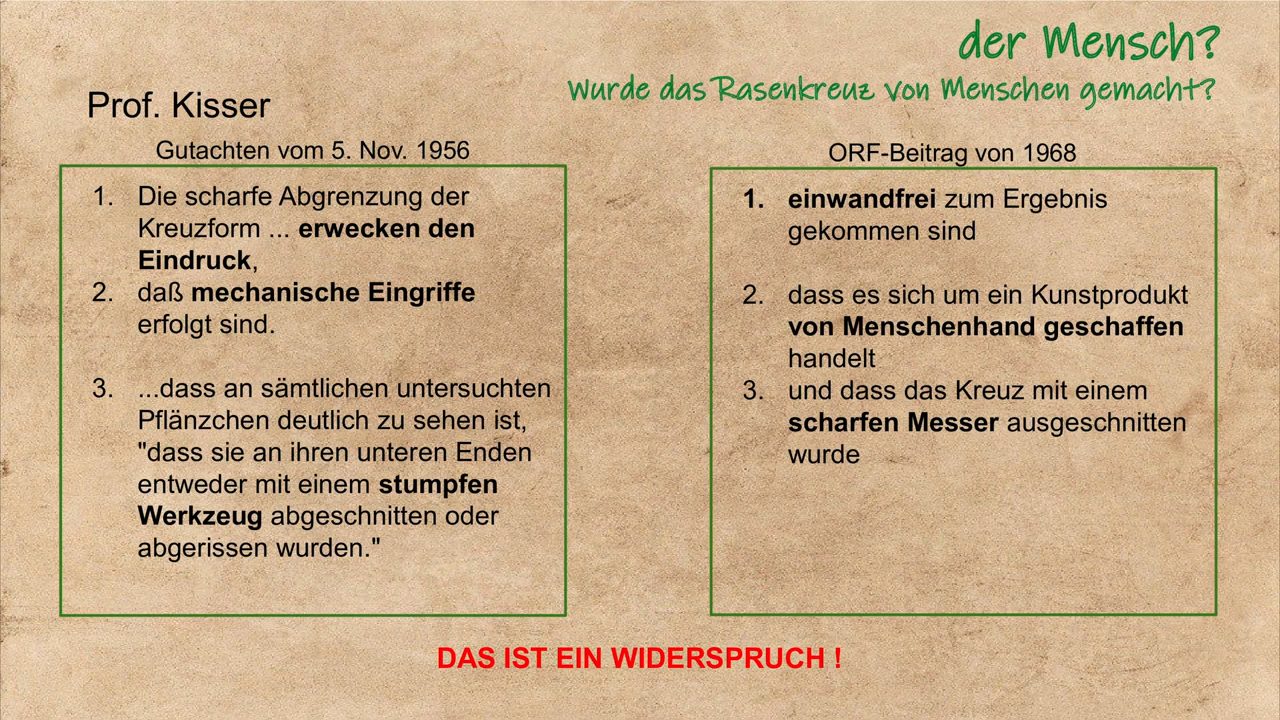 der Mensch?
Wurde das Rasenkreuz von Menschen gemacht?
Prof. Kisser
Gutachten vom 5. Nov. 1956
1. Die scharfe Abgrenzung der
Kreuzform ... erwecken den
Eindruck,
2. daß mechanische Eingriffe
erfolgt sind.
3. ...dass an sämtlichen untersuchten
Pflänzchen deutlich zu sehen ist,
"dass sie an ihren unteren Enden
entweder mit einem stumpfen
Werkzeug abgeschnitten oder
abgerissen wurden."
ORF-Beitrag von 1968
1. einwandfrei zum Ergebnis
gekommen sind
2. dass es sich um ein Kunstprodukt
von Menschenhand geschaffen
handelt
3. und dass das Kreuz mit einem
scharfen Messer ausgeschnitten
wurde
DAS IST EIN WIDERSPRUCH !